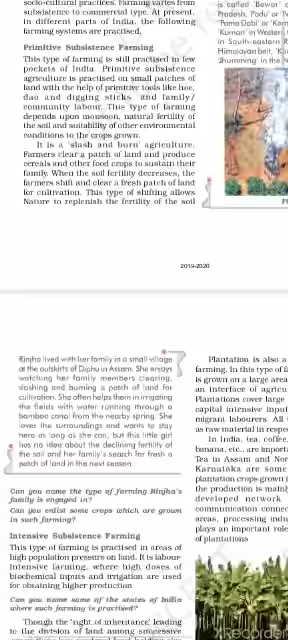 socio-cultural practices. Farming varies from
subsistence to commercial type. At present,
in different parts of India, the following
farming systems are practised.
Primitive Subsistence Farming
This type of farming is still practised in few
pockets of India. Primitive subsistence
agriculture is practised on small patches of
land with the help of primitive tools like hoe,
dao and digging sticks, and family/
community labour. This type of farming
depends upon monsoon, natural fertility of
the soil and suitability of other environmental
conditions to the crops grown.
It is a 'slash and burn' agriculture.
Farmers clear a patch of land and produce
cereals and other food crops to sustain their
family. When the soil fertility decreases, the
farmers shift and clear a fresh patch of land
for cultivation. This type of shifting allows
Nature to replenish the fertility of the soil
is called 'Bewar' o
Pradesh, 'Podu' or 'P
'Pama Dabi' or 'Kom
'Kumari' in Western
in South-eastern R
Himalayan belt, 'K
'Jhumming' in the N
2019-2020
Rinjha lived with her family in a small village
at the outskirts of Diphu in Assam. She enjoys
watching her family members clearing,
slashing and burning a patch of land for
cultivation. She often helps them in irrigating
the fields with water running through a
bamboo canal from the nearby spring. She
loves the surroundings and wants to stay
here as long as she can, but this little girl
has no idea about the declining fertility of
the soil and her family's search for fresh a
patch of land in the next season.
Can you name the type of farming Rinjha's
family is engaged in?
Can you enlist some crops which are grown
in such farming?
Intensive Subsistence Farming
This type of farming is practised in areas of
high population pressure on land. It is labour-
intensive farming, where high doses of
biochemical inputs and irrigation are used
for obtaining higher production.
Can you name some of the states of India
where such farming is practised?
Though the 'right of inheritance' leading
to the division of land among successive
Plantation is also a
farming. In this type of f
is grown on a large area
an interface of agricu
Plantations cover large
capital intensive input
migrant labourers. All
as raw material in respec
In India, tea, coffee,
banana, etc., are importa
Tea in Assam and Nor
Karnataka are some
plantation crops grown i
the production is mainl
developed network
communication connec
areas, processing indu
plays an important role
of plantations
Recorder